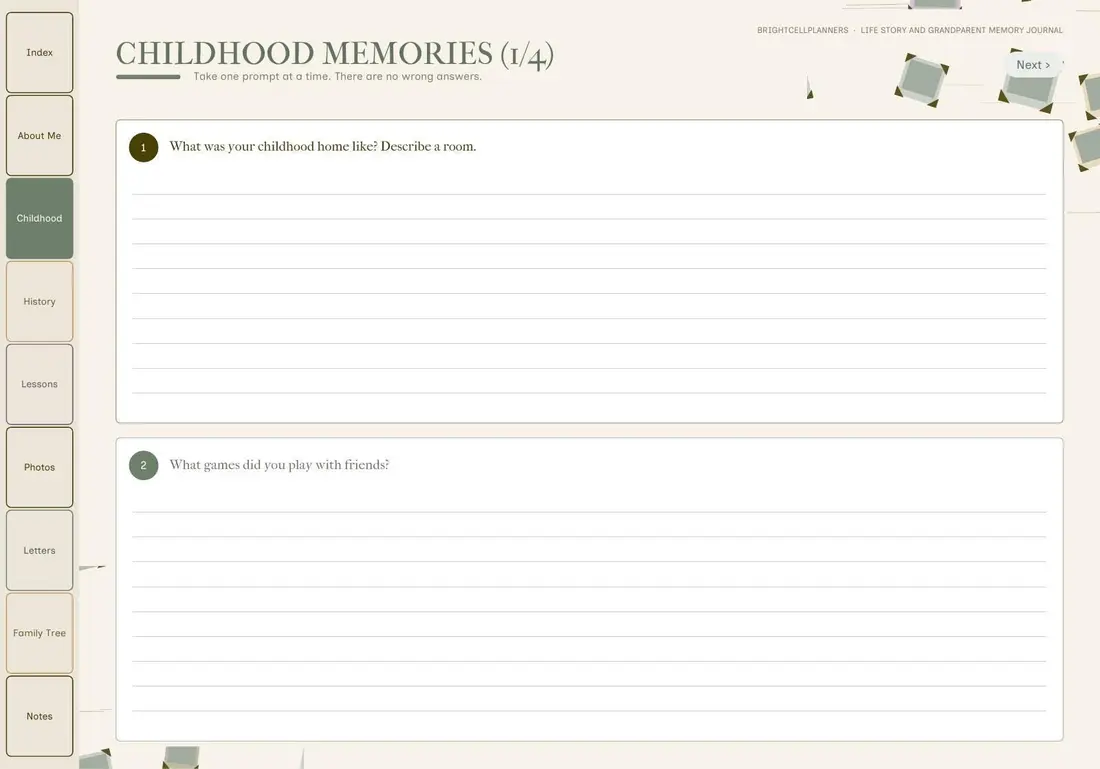 BRIGHTCELLPLANNERS · LIFE STORY AND GRANDPARENT MEMORY JOURNAL
CHILDHOOD MEMORIES (1/4)
Take one prompt at a time. There are no wrong answers.
Next >
Index
About Me
Childhood
History
Lessons
Photos
Letters
Family Tree
Notes
1 What was your childhood home like? Describe a room.
2 What games did you play with friends?